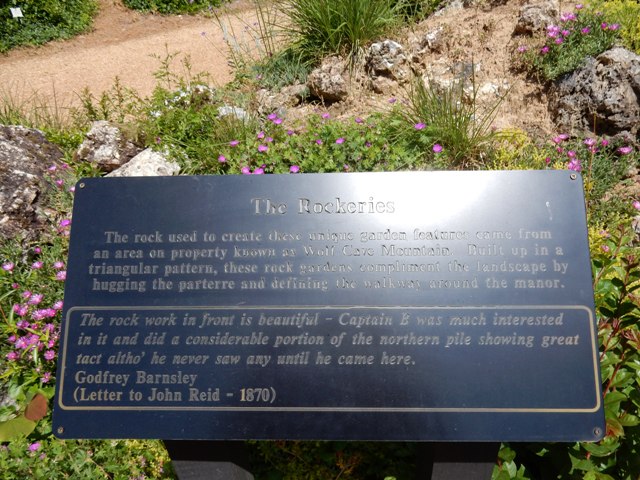 The Rockeries
The rock used to create these unique garden features came from
an area on property known as Wolf Cave Mountain. Built up in a
triangular pattern, these rock gardens compliment the landscape by
hugging the parterre and defining the walkway around the manor.
The rock work in front is beautiful - Captain B was much interested
in it and did a considerable portion of the northern pile showing great
tact altho' he never saw any until he came here.
Godfrey Barnsley
(Letter to John Reid - 1870)